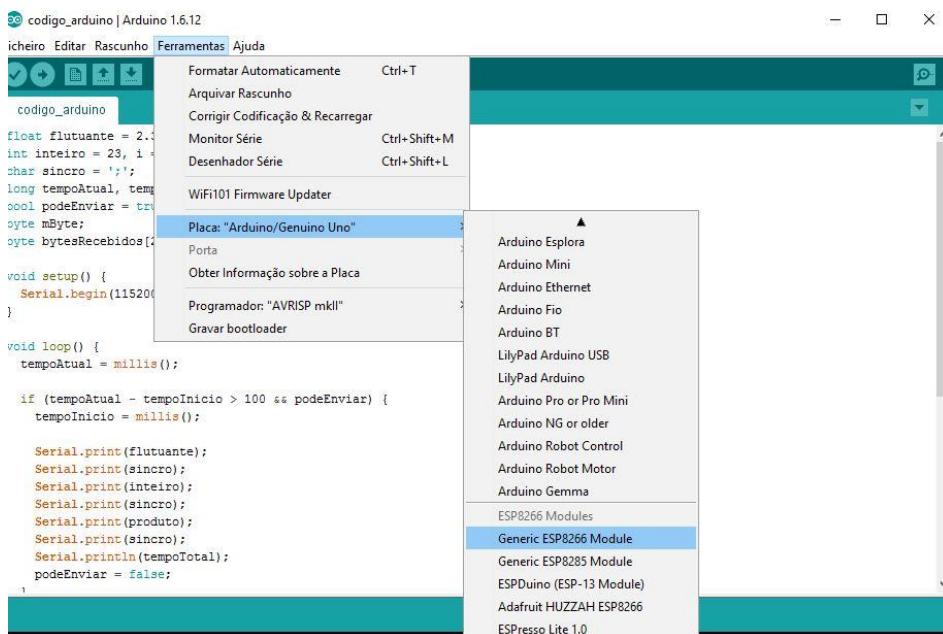 codigo_arduino | Arduino 1.6.12
icheiro Editar Rascunho Ferramentas Ajuda
codigo_arduino
float flutuante = 2.3
int inteiro = 23, i =
char sincro = ';';
long tempoAtual, temp
bool podeEnviar = tru
byte mByte;
byte bytesRecebidos[2
void setup() {
Serial.begin(115200
}
void loop() {
tempoAtual = millis();
if (tempoAtual - tempoInicio > 100 && podeEnviar) {
tempoInicio = millis();
Serial.print(flutuante);
Serial.print(sincro);
Serial.print(inteiro);
Serial.print(sincro);
Serial.print(produto);
Serial.print(sincro);
Serial.println(tempoTotal);
podeEnviar = false;
Formatar Automaticamente Ctrl+T
Arquivar Rascunho
Corrigir Codificação & Recarregar
Monitor Série Ctrl+Shift+M
Desenhador Série Ctrl+Shift+L
WiFi101 Firmware Updater
Placa: "Arduino/Genuino Uno"
Porta
Obter Informação sobre a Placa
Programador: "AVRISP mkII"
Gravar bootloader
Arduino Esplora
Arduino Mini
Arduino Ethernet
Arduino Fio
Arduino BT
LilyPad Arduino USB
LilyPad Arduino
Arduino Pro or Pro Mini
Arduino NG or older
Arduino Robot Control
Arduino Robot Motor
Arduino Gemma
ESP8266 Modules
Generic ESP8266 Module
Generic ESP8285 Module
ESPDuino (ESP-13 Module)
Adafruit HUZZAH ESP8266
ESPresso Lite 1.0